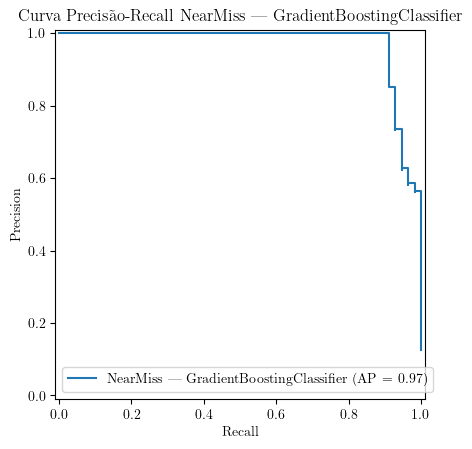 Curva Precisão-Recall NearMiss — GradientBoostingClassifier
1.0
0.8
0.6
0.4
0.2
0.0
Precision
NearMiss — GradientBoostingClassifier (AP = 0.97)
0.0 0.2 0.4 0.6 0.8 1.0
Recall